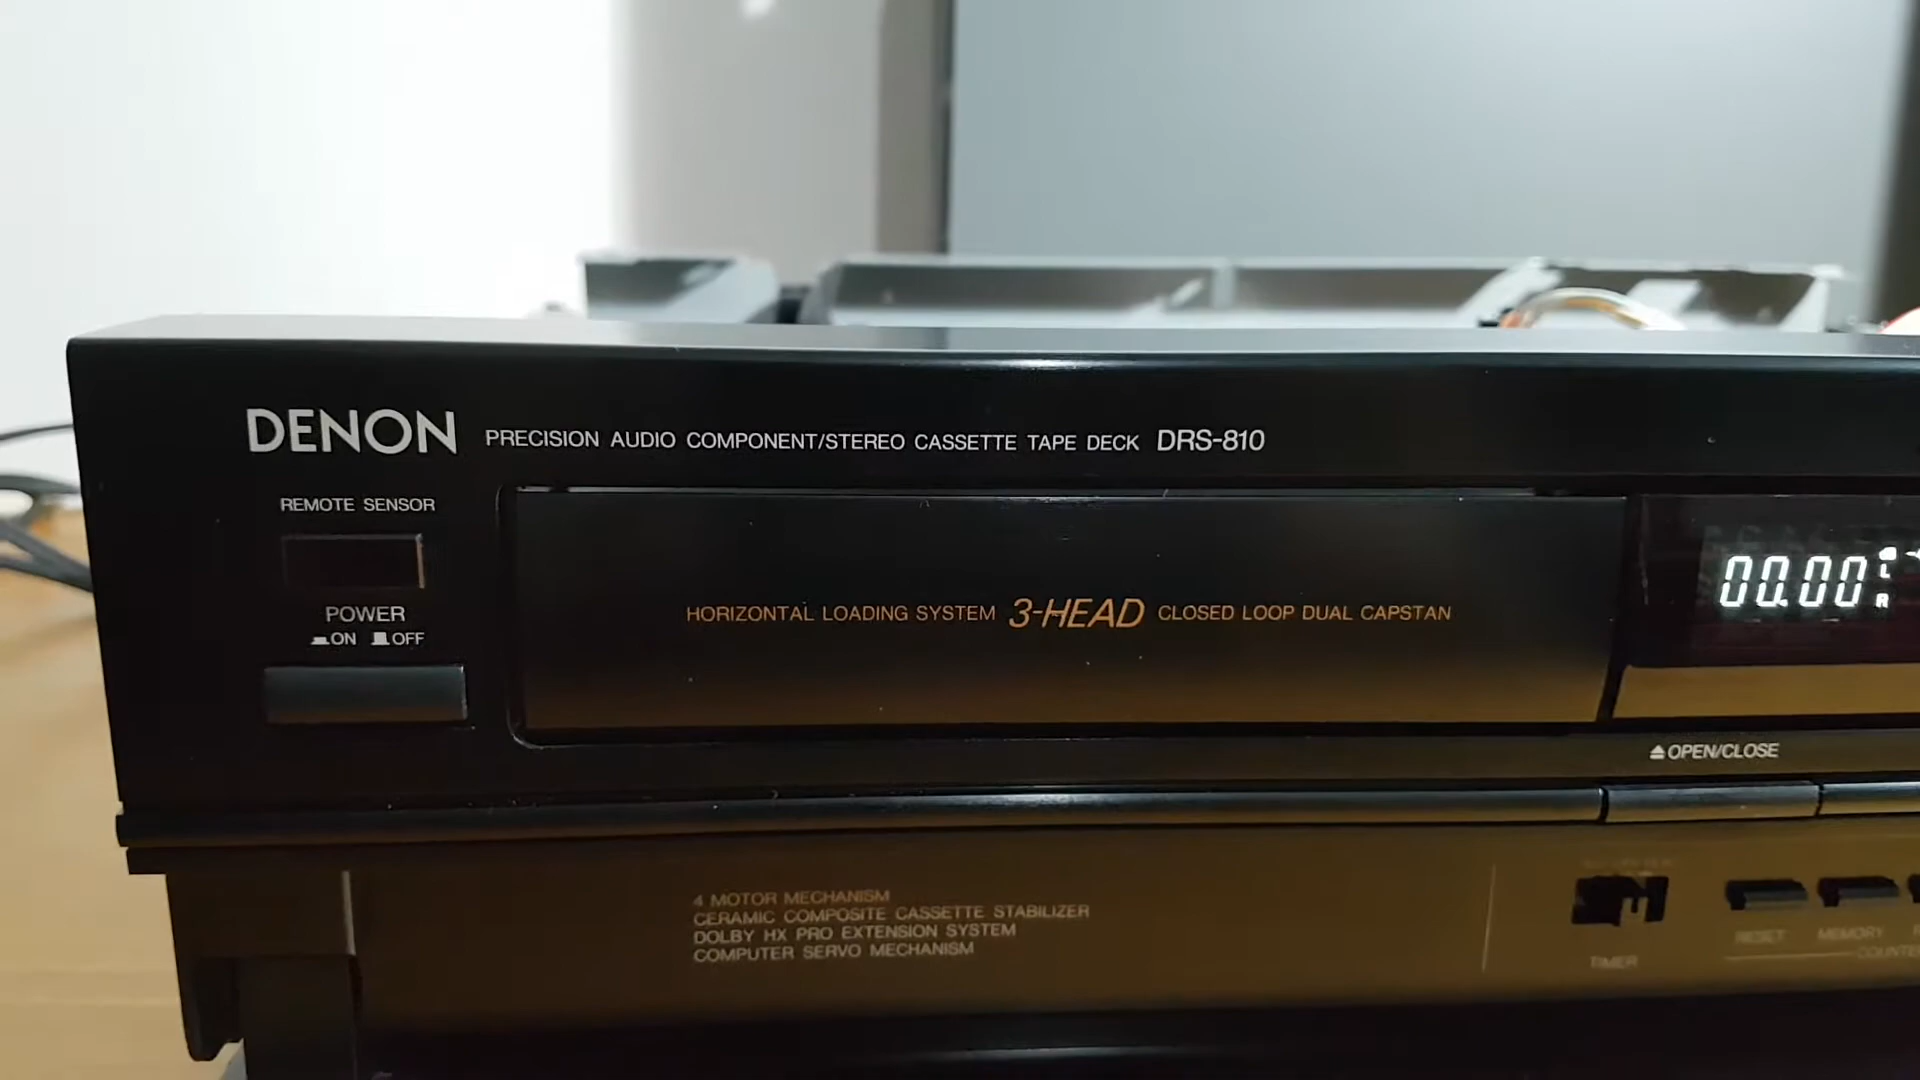 DENON PRECISION AUDIO COMPONENT/STEREO CASSETTE TAPE DECK DRS-810
REMOTE SENSOR
POWER
ON OFF
HORIZONTAL LOADING SYSTEM 3-HEAD CLOSED LOOP DUAL CAPSTAN
00.00
L
R
OPEN/CLOSE
4 MOTOR MECHANISM
CERAMIC COMPOSITE CASSETTE STABILIZER
DOLBY HX PRO EXTENSION SYSTEM
COMPUTER SERVO MECHANISM
TIMER
RESET MEMORY